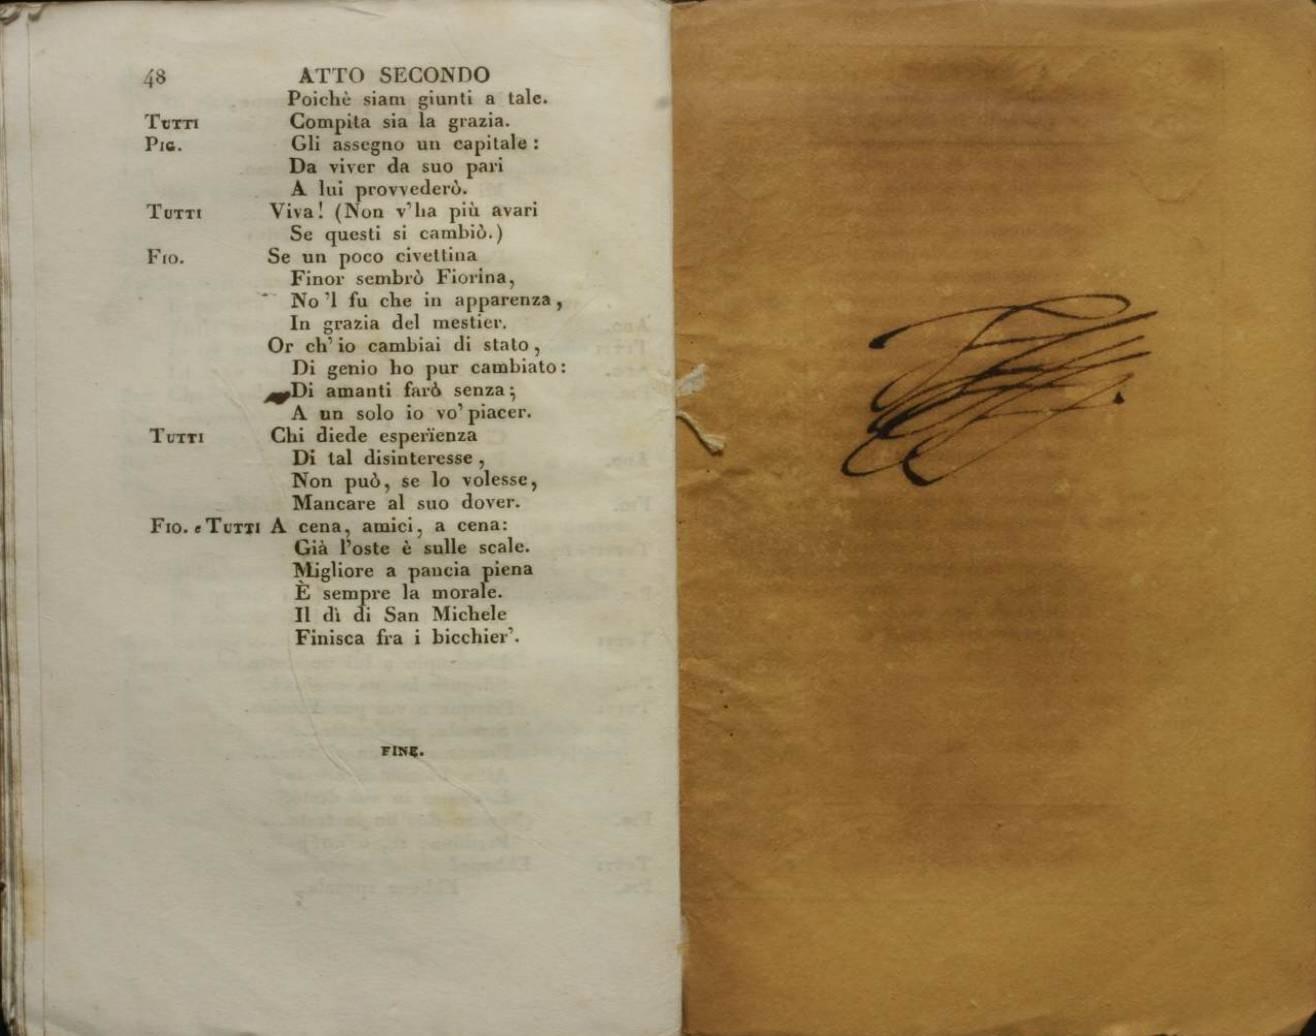 48 ATTO SECONDO
Poichè siam giunti a tale.
TUTTI Compita sia la grazia.
PIG. Gli assegno un capitale :
Da viver da suo pari
A lui provvederò.
TUTTI Viva! (Non v'ha più avari
Se questi si cambiò.)
FIO. Se un poco civettina
Finor sembrò Fiorina,
No 'l fu che in apparenza,
In grazia del mestier.
Or ch' io cambiai di stato,
Di genio ho pur cambiato:
Di amanti farò senza;
A un solo io vo' piacer.
TUTTI Chi diede esperïenza
Di tal disinteresse,
Non può, se lo volesse,
Mancare al suo dover.
FIO. e TUTTI A cena, amici, a cena:
Già l'oste è sulle scale.
Migliore a pancia piena
È sempre la morale.
Il dì di San Michele
Finisca fra i bicchier'.
FINE.